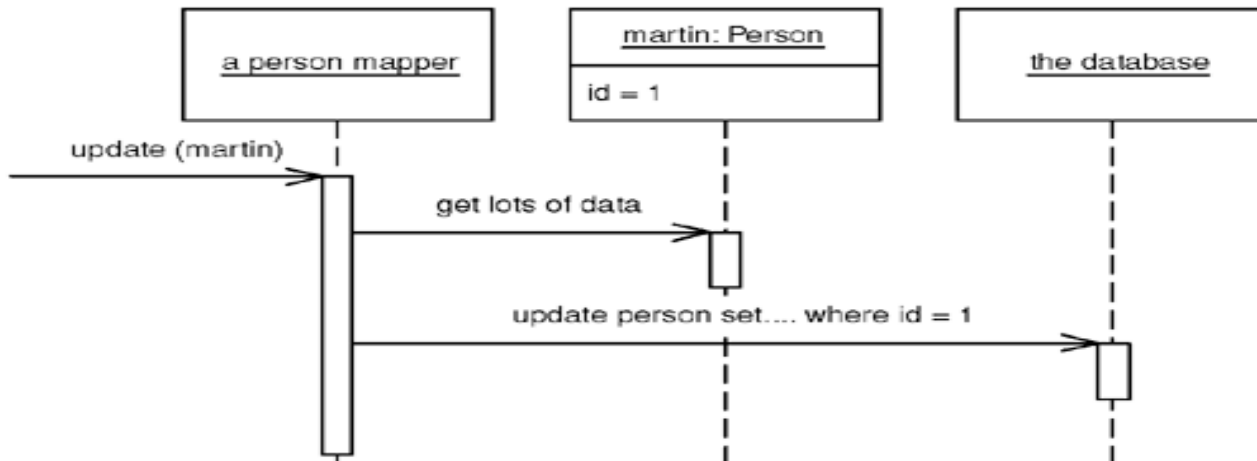 a person mapper
martin: Person
id = 1
the database
update (martin)
get lots of data
update person set.... where id = 1